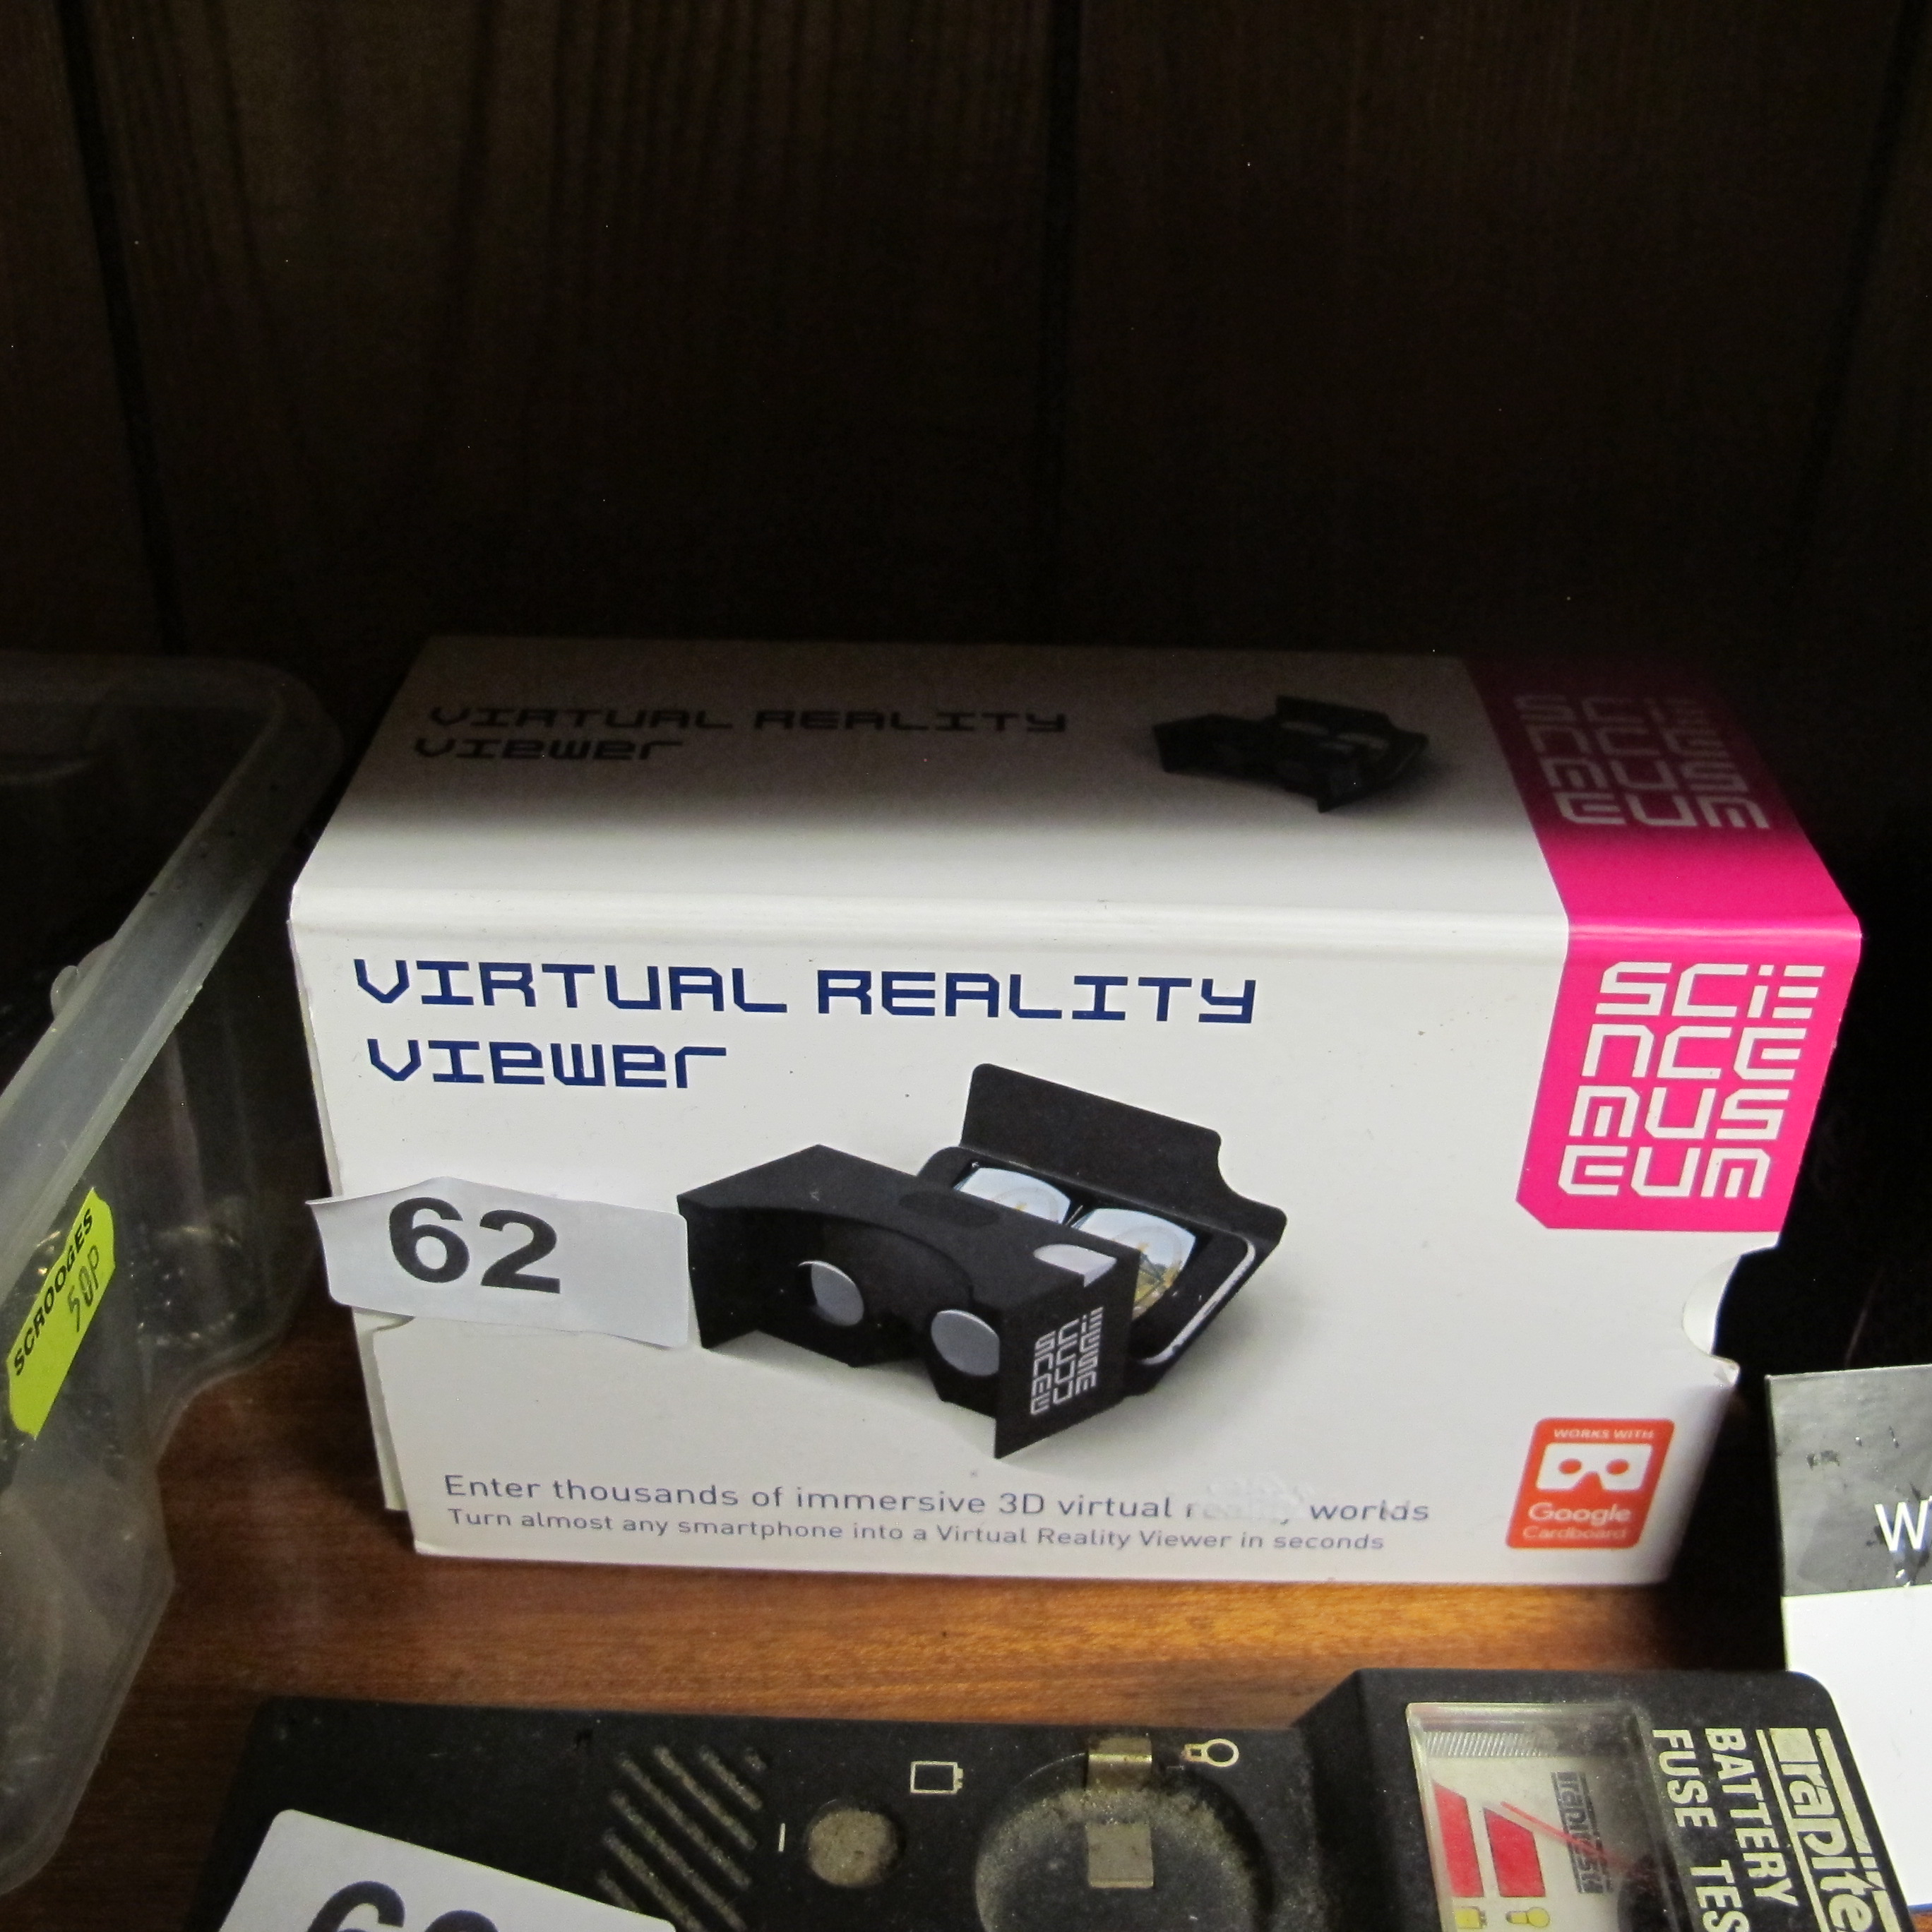 VIRTUAL REALITY
VIEWER
SCIE
NCE
MUS
EUM
VIRTUAL REALITY
VIEWER
SCIE
NCE
MUS
EUM
62
SCROOGES
50P
SCIE
NCE
MUS
EUM
Enter thousands of immersive 3D virtual worlds
Turn almost any smartphone into a Virtual Reality Viewer in seconds
WORKS WITH
Google
Cardboard
BATTERY
FUSE TES